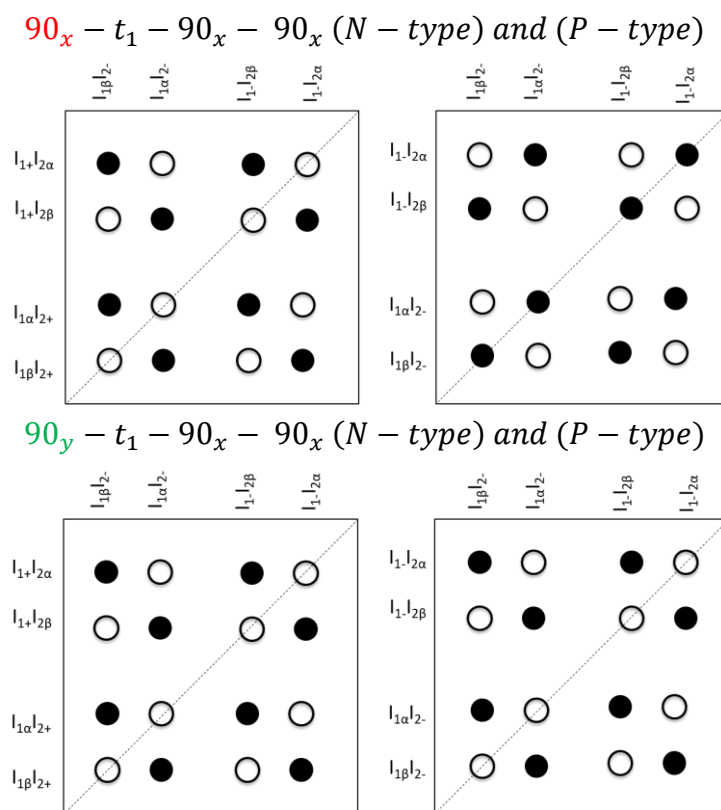 90ₓ − t₁ − 90ₓ − 90ₓ (N − type) and (P − type)
I₁βI₂- I₁αI₂- I₁-I₂β I₁-I₂α
I₁₊I₂α
I₁₊I₂β
I₁αI₂₊
I₁βI₂₊
I₁βI₂- I₁αI₂- I₁-I₂β I₁-I₂α
I₁-I₂α
I₁-I₂β
I₁αI₂-
I₁βI₂-
90ᵧ − t₁ − 90ₓ − 90ₓ (N − type) and (P − type)
I₁βI₂- I₁αI₂- I₁-I₂β I₁-I₂α
I₁₊I₂α
I₁₊I₂β
I₁αI₂₊
I₁βI₂₊
I₁βI₂- I₁αI₂- I₁-I₂β I₁-I₂α
I₁-I₂α
I₁-I₂β
I₁αI₂-
I₁βI₂-